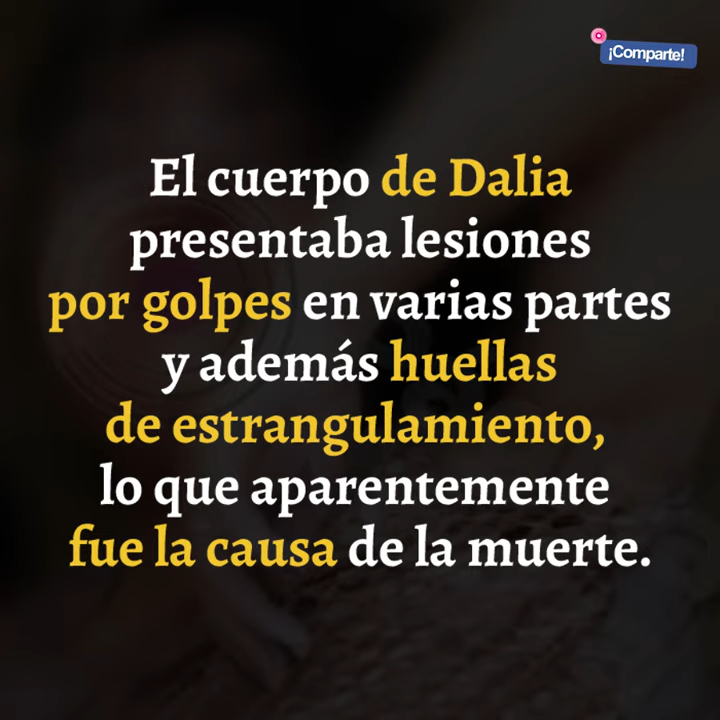 ¡Comparte!
El cuerpo de Dalia
presentaba lesiones
por golpes en varias partes
y además huellas
de estrangulamiento,
lo que aparentemente
fue la causa de la muerte.